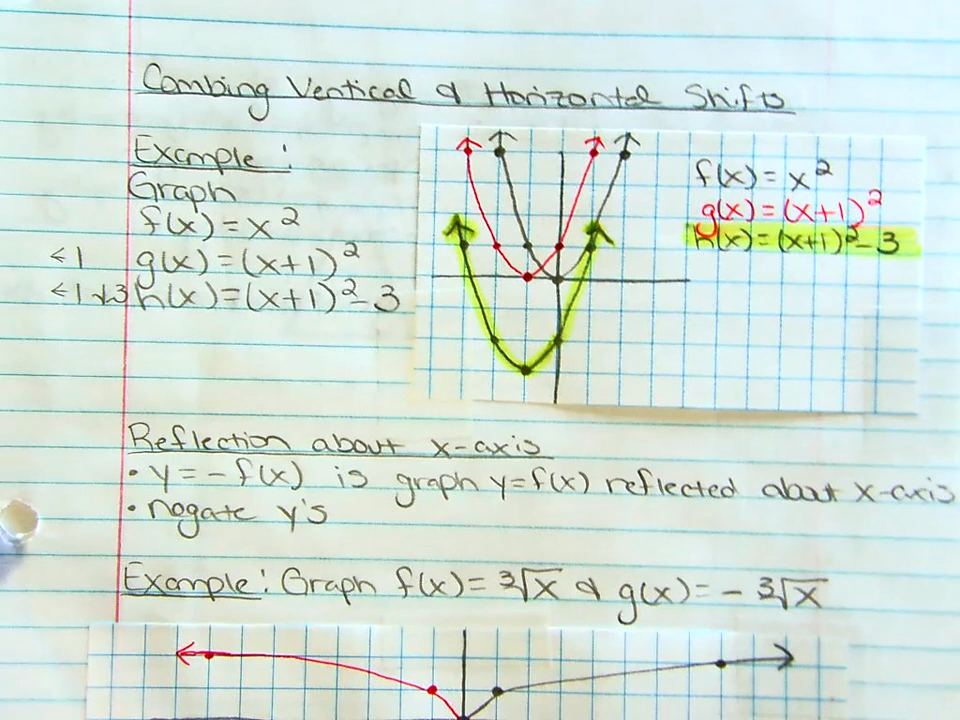 Combing Vertical & Horizontal Shifts
Example:
Graph
f(x) = x²
←1 g(x) = (x+1)²
←1 ↓3 h(x) = (x+1)² - 3
f(x) = x²
g(x) = (x+1)²
h(x) = (x+1)² - 3
Reflection about x-axis
• y = -f(x) is graph y=f(x) reflected about x-axis
• negate y's
Example: Graph f(x) = ³√x & g(x) = - ³√x